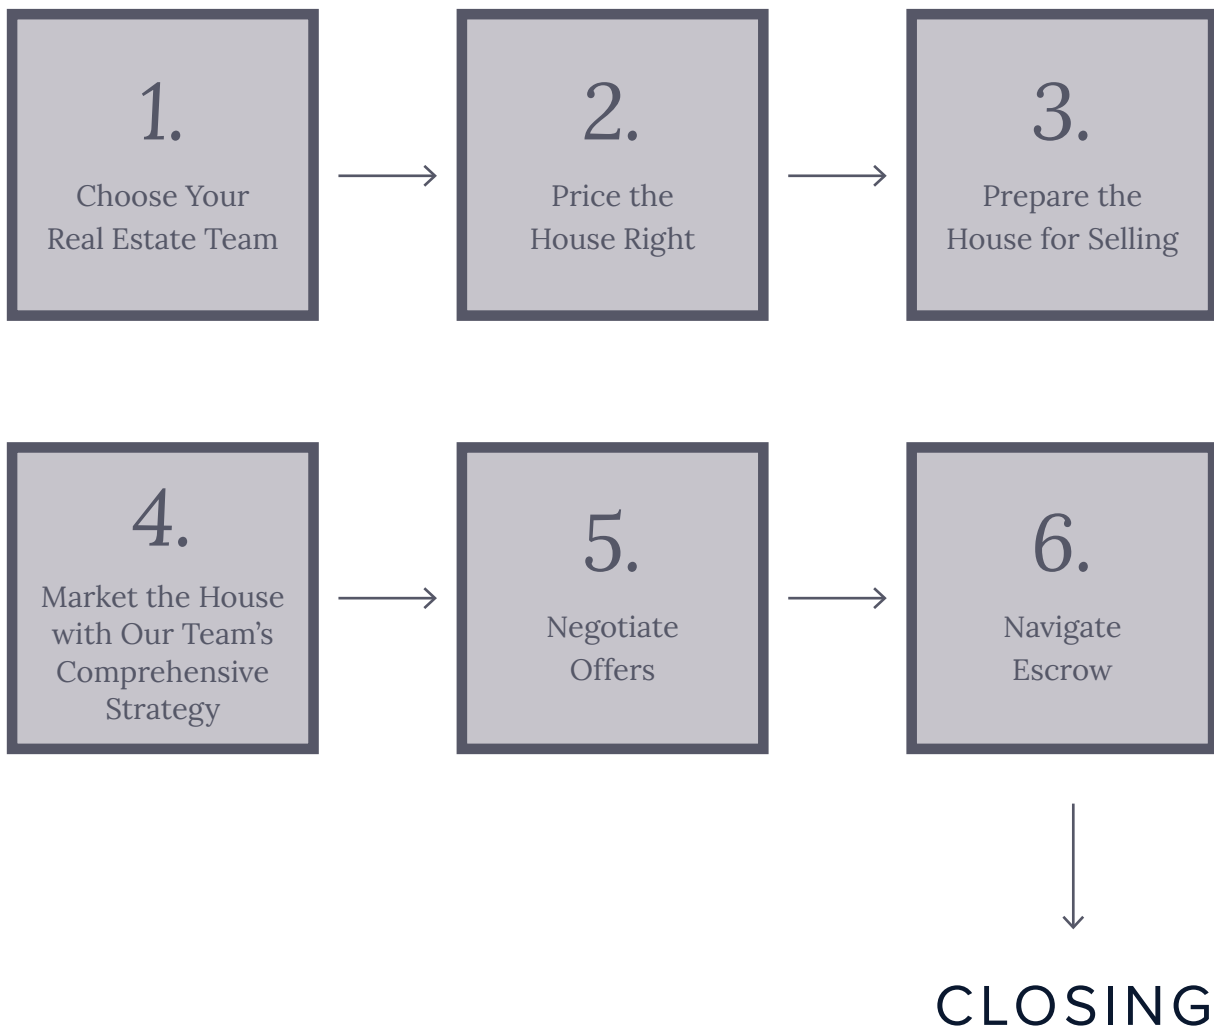 1.
Choose Your
Real Estate Team
2.
Price the
House Right
3.
Prepare the
House for Selling
4.
Market the House
with Our Team’s
Comprehensive
Strategy
5.
Negotiate
Offers
6.
Navigate
Escrow
CLOSING